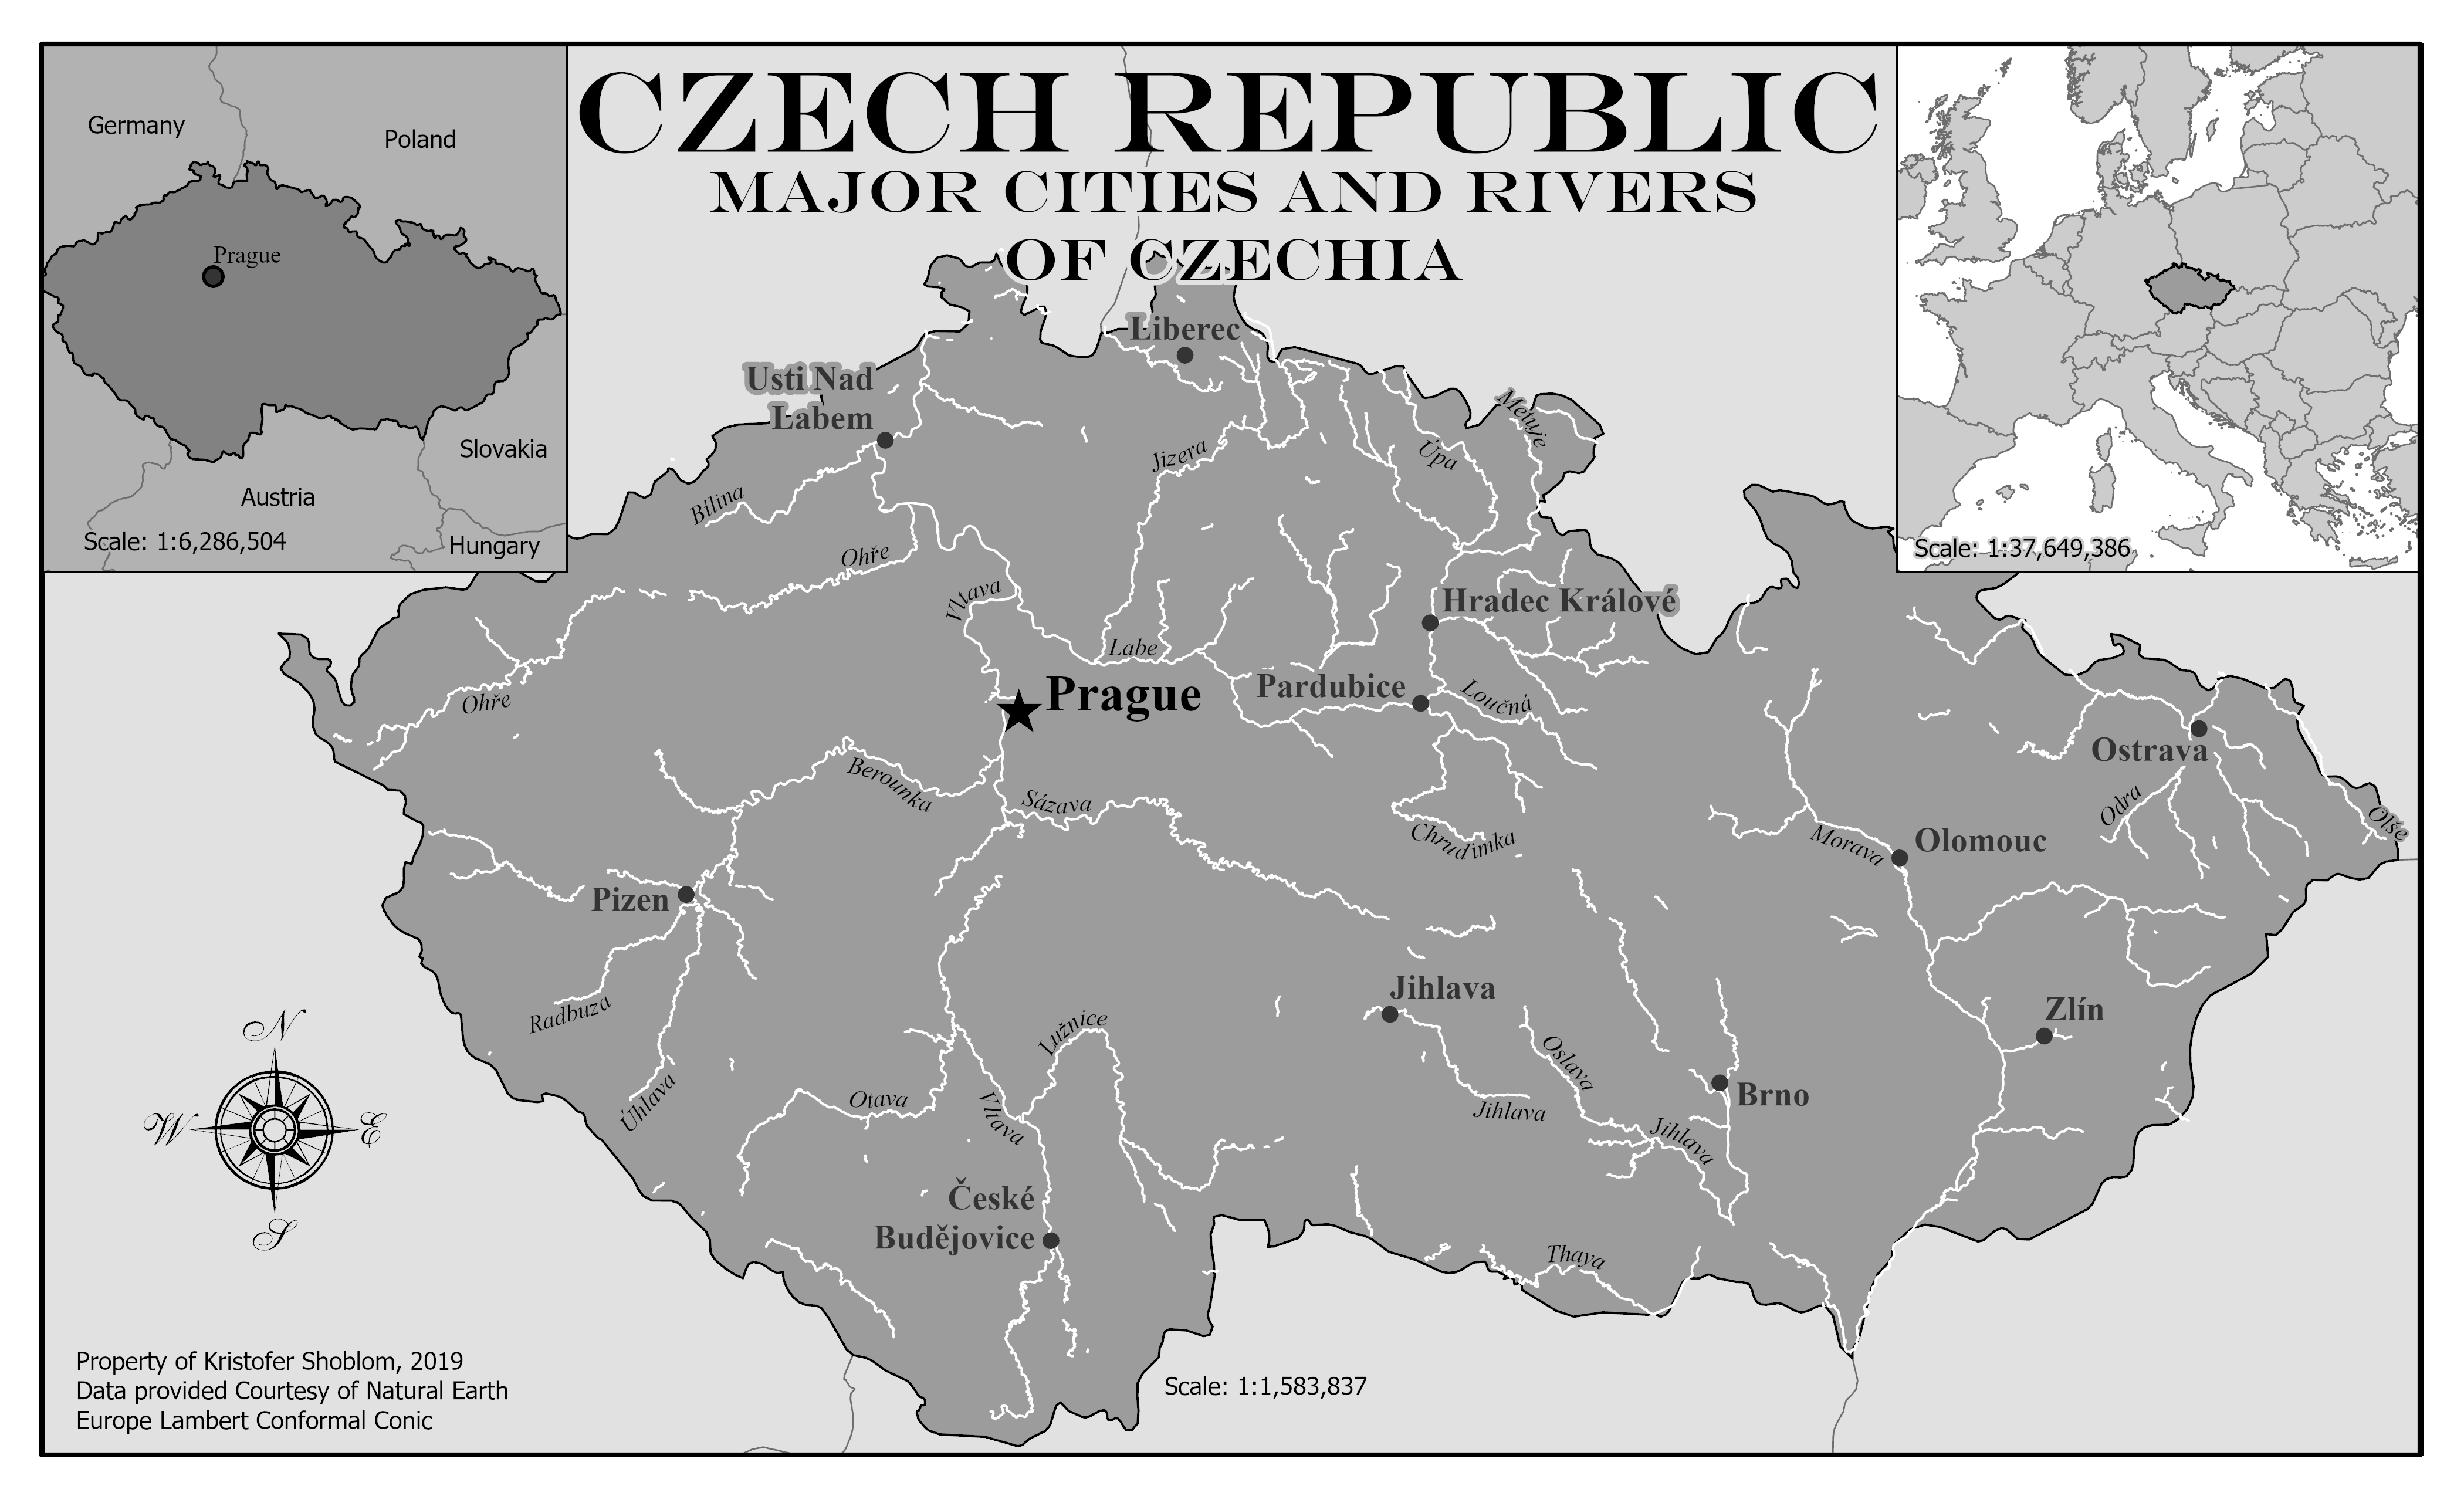 CZECH REPUBLIC
MAJOR CITIES AND RIVERS
OF CZECHIA
Germany
Poland
Prague
Slovakia
Austria
Scale: 1:6,286,504
Hungary
Scale: 1:37,649,386
Liberec
Usti Nad
Labem
Metuje
Úpa
Jizera
Bílina
Ohře
Vltava
Hradec Králové
Labe
Prague
Pardubice
Loučná
Ohře
Ostrava
Berounka
Sázava
Odra
Olše
Chrudimka
Morava
Olomouc
Pizen
Jihlava
Radbuza
Zlín
Lužnice
Oslava
Úhlava
Otava
Vltava
Jihlava
Brno
Jihlava
České
Budějovice
Thaya
N
W
E
S
Property of Kristofer Shoblom, 2019
Data provided Courtesy of Natural Earth
Europe Lambert Conformal Conic
Scale: 1:1,583,837